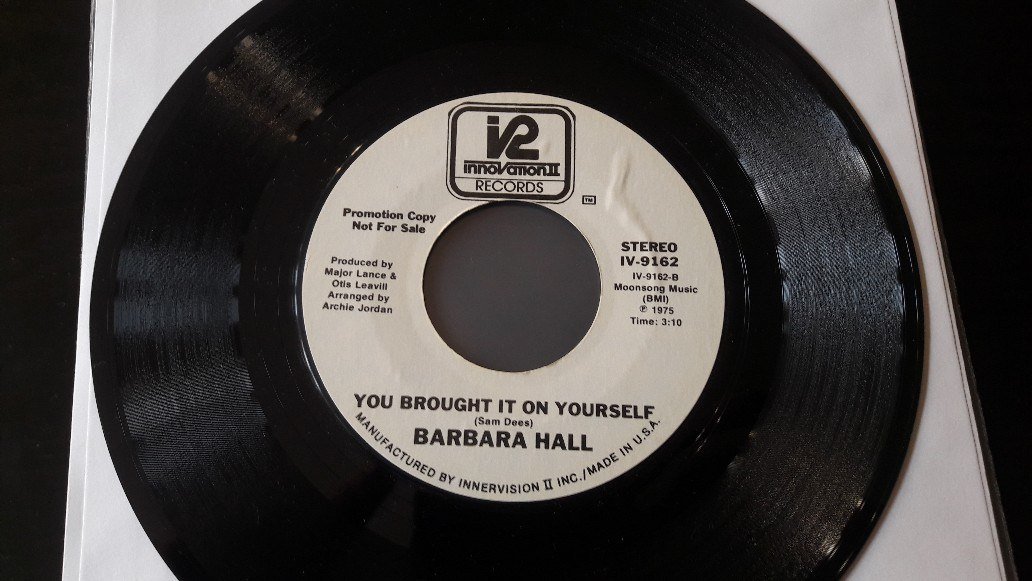 i2
innovation II
RECORDS
TM
Promotion Copy
Not For Sale
Produced by
Major Lance &
Otis Leavill
Arranged by
Archie Jordan
STEREO
IV-9162
IV-9162-B
Moonsong Music
(BMI)
℗ 1975
Time: 3:10
YOU BROUGHT IT ON YOURSELF
(Sam Dees)
BARBARA HALL
MANUFACTURED BY INNERVISION II INC./MADE IN U.S.A.